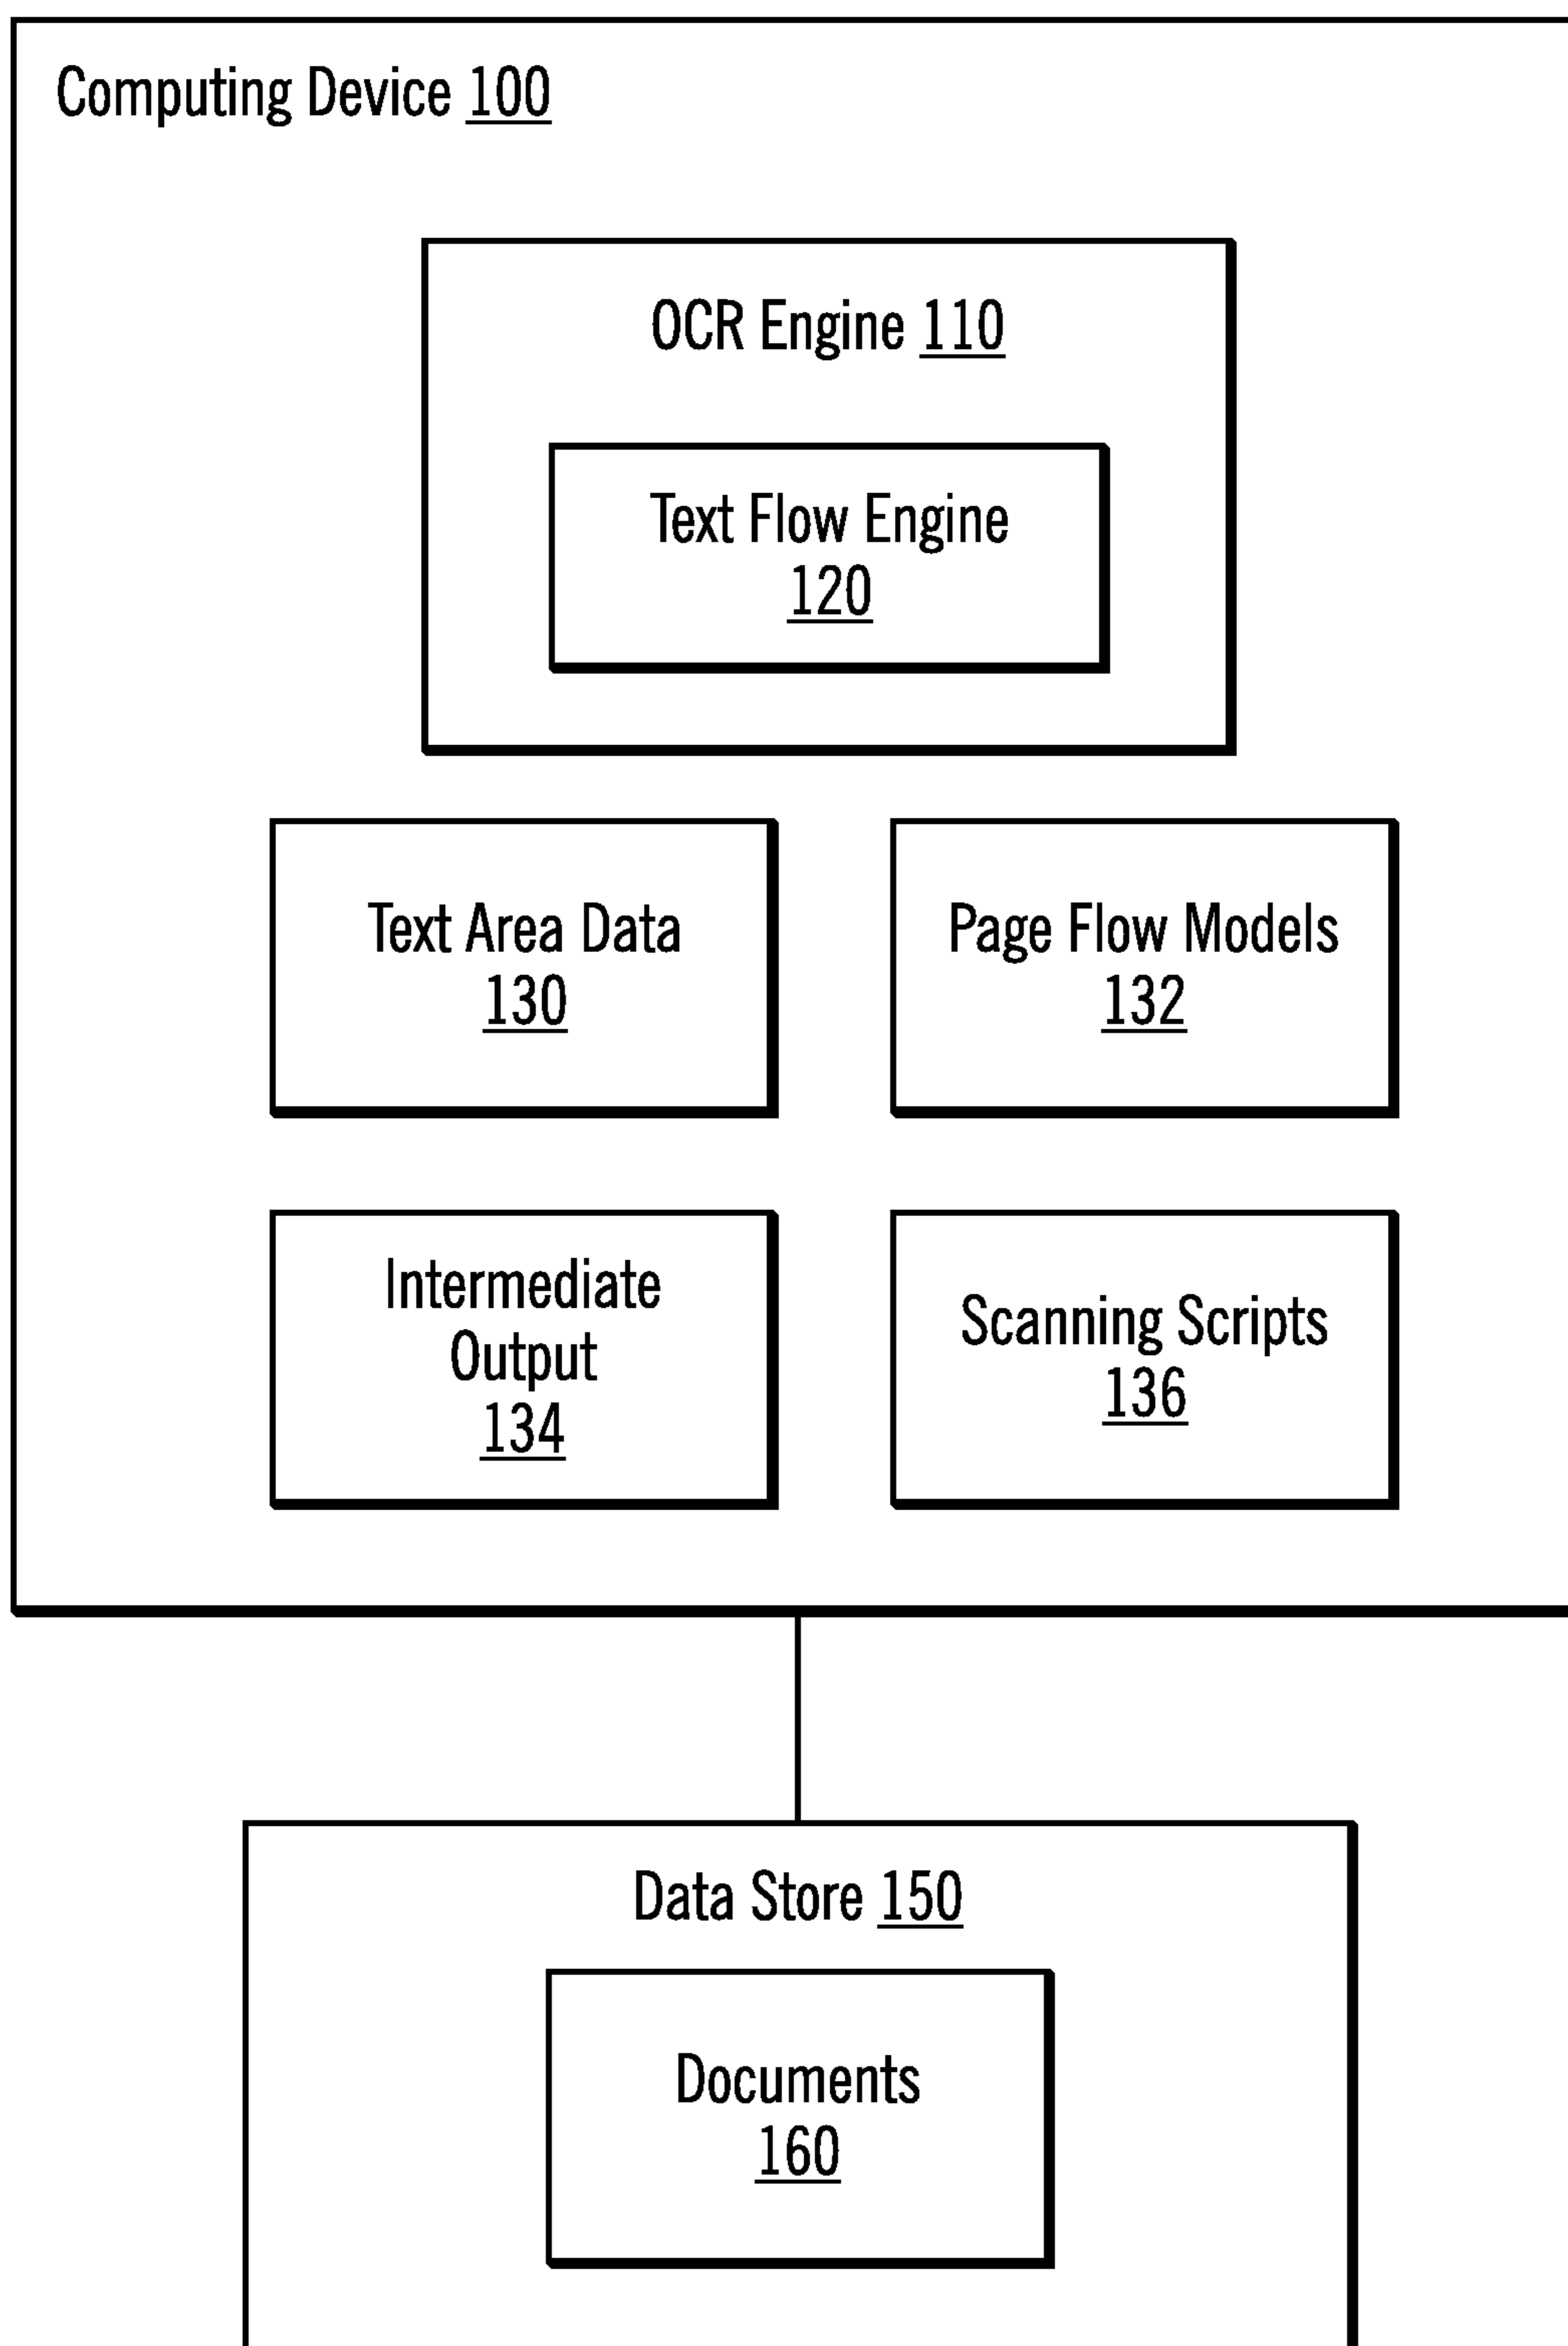 Computing Device 100
OCR Engine 110
Text Flow Engine
120
Text Area Data
130
Page Flow Models
132
Intermediate
Output
134
Scanning Scripts
136
Data Store 150
Documents
160